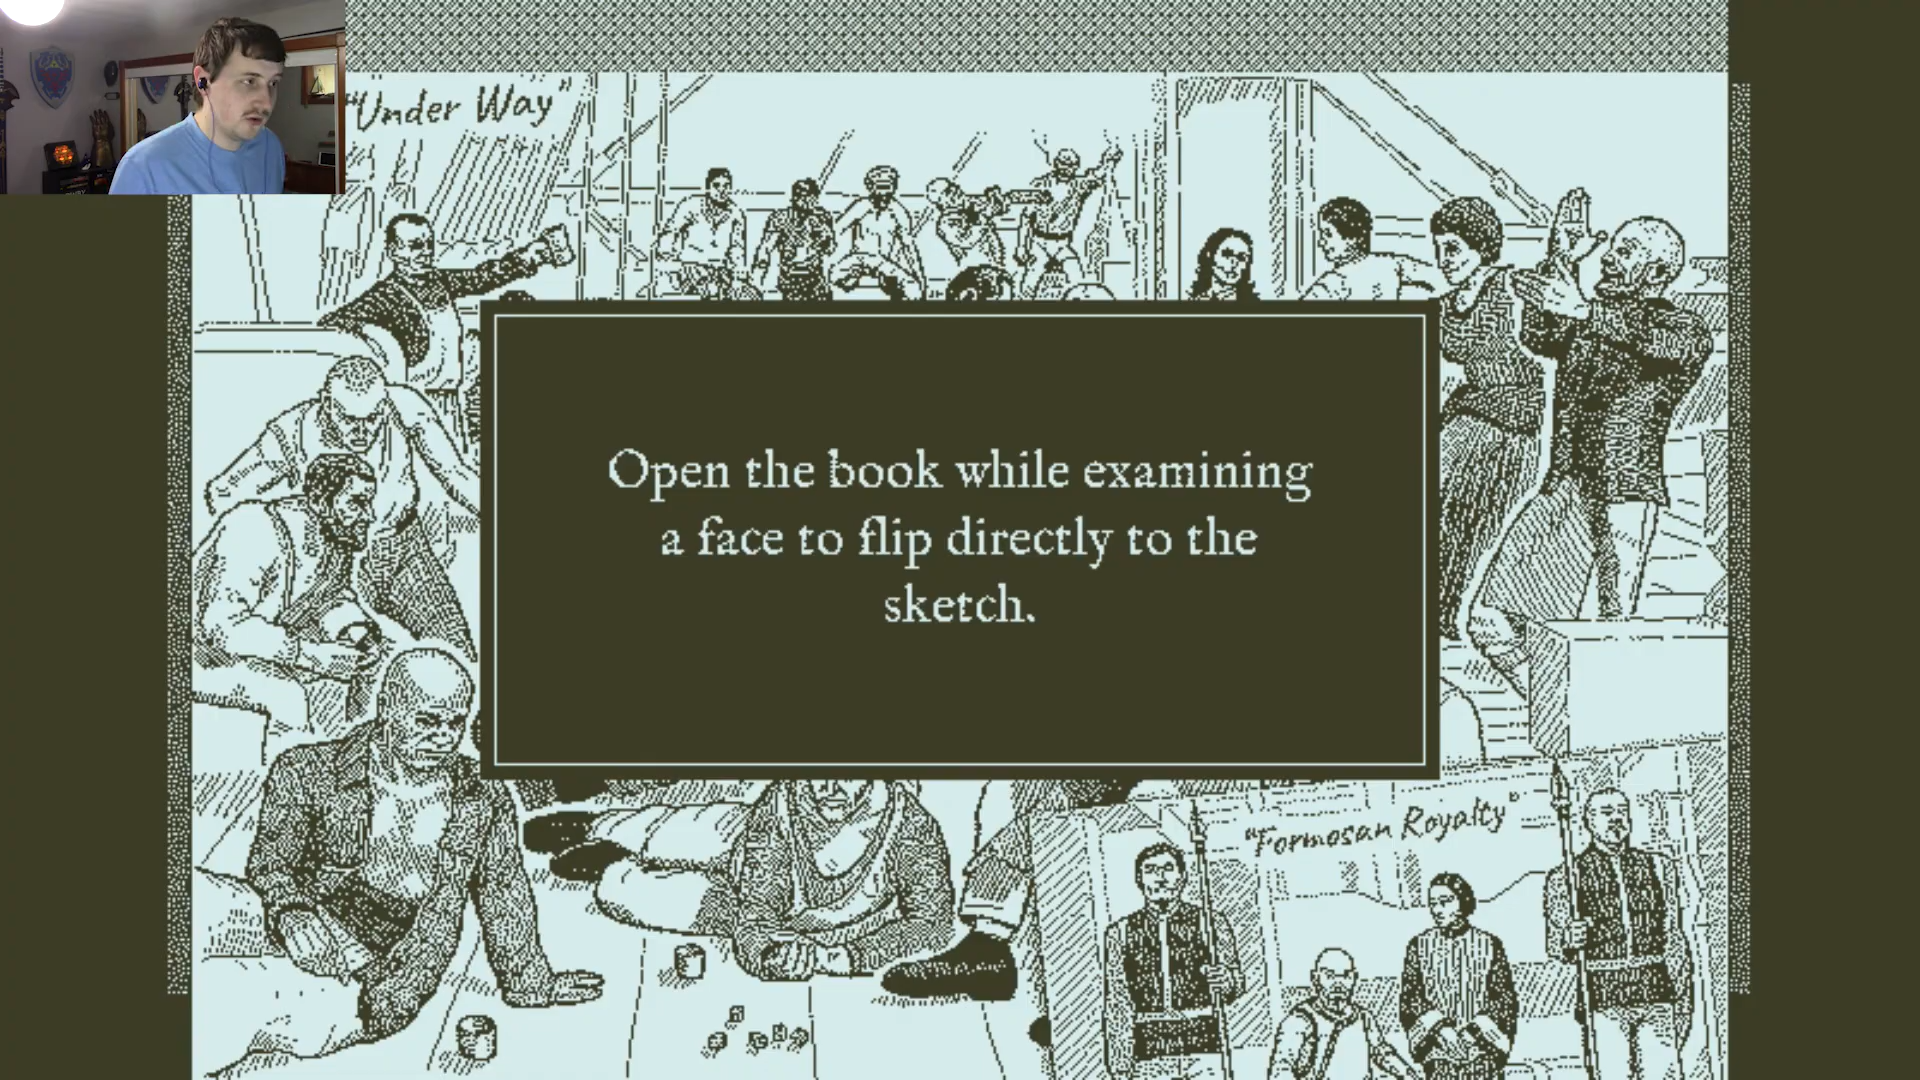 "Under Way"
Open the book while examining
a face to flip directly to the
sketch.
"Formosan Royalty"